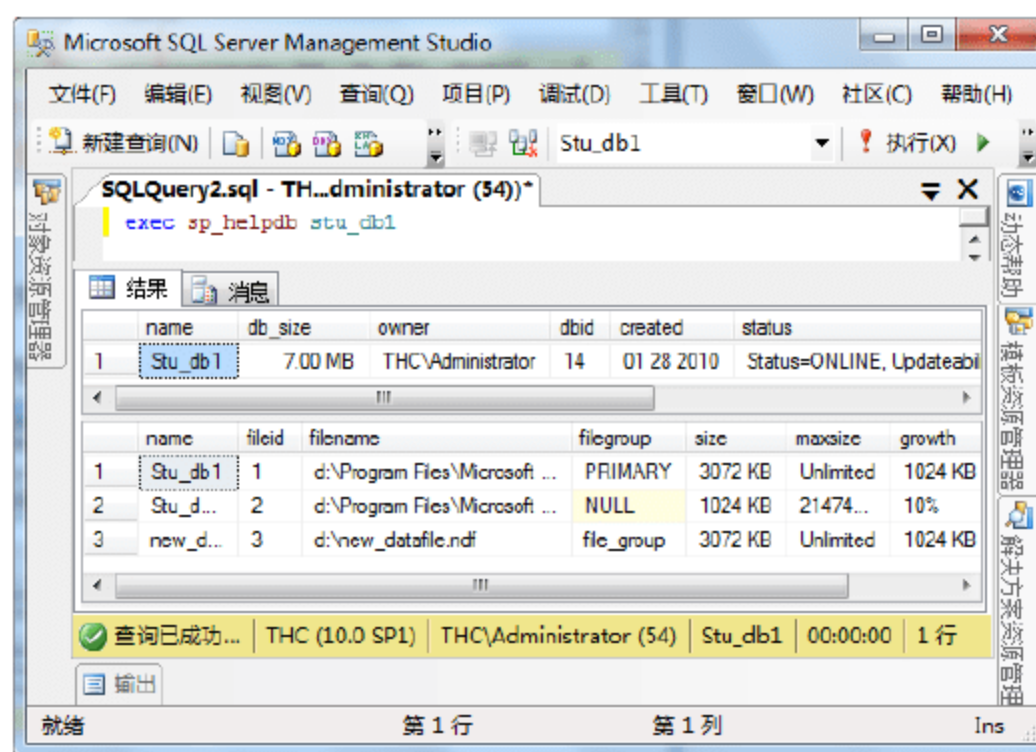 Microsoft SQL Server Management Studio
文件(F) 编辑(E) 视图(V) 查询(Q) 项目(P) 调试(D) 工具(T) 窗口(W) 社区(C) 帮助(H)
新建查询(N) Stu_db1 执行(X)
SQLQuery2.sql - TH...dministrator (54))*
exec sp_helpdb stu_db1
对象资源管理器
结果 消息
name db_size owner dbid created status
1 Stu_db1 7.00 MB THC\Administrator 14 01 28 2010 Status=ONLINE, Updateabil
name fileid filename filegroup size maxsize growth
1 Stu_db1 1 d:\Program Files\Microsoft ... PRIMARY 3072 KB Unlimited 1024 KB
2 Stu_d... 2 d:\Program Files\Microsoft ... NULL 1024 KB 21474... 10%
3 new_d... 3 d:\new_datafile.ndf file_group 3072 KB Unlimited 1024 KB
查询已成功... THC (10.0 SP1) THC\Administrator (54) Stu_db1 00:00:00 1 行
输出
动态帮助
模板资源管理器
解决方案资源管理
就绪 第 1 行 第 1 列 Ins